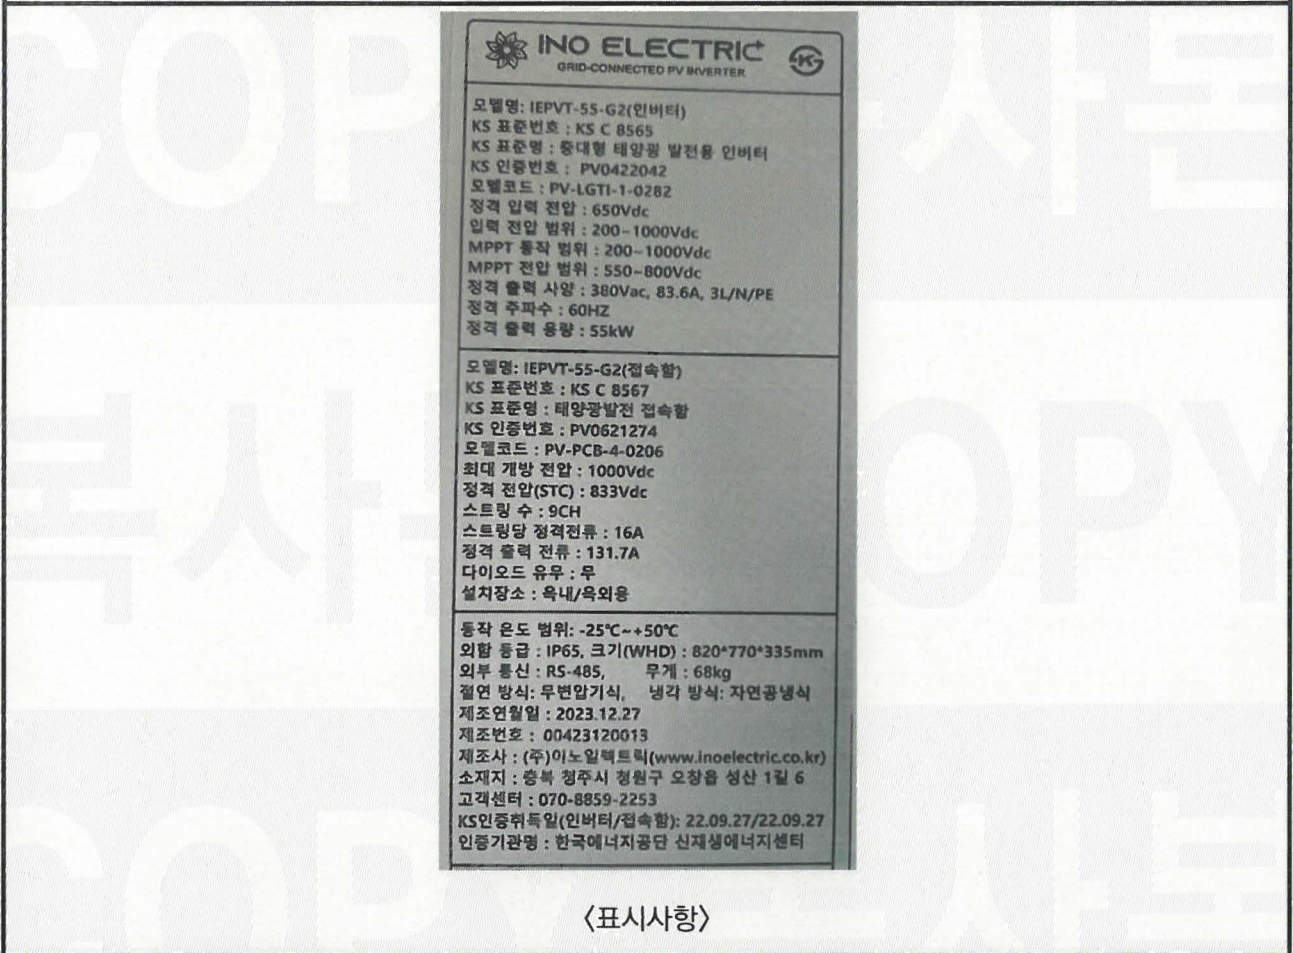 INO ELECTRIC
GRID-CONNECTED PV INVERTER
모델명: IEPVT-55-G2(인버터)
KS 표준번호 : KS C 8565
KS 표준명 : 중대형 태양광 발전용 인버터
KS 인증번호 : PV0422042
모델코드 : PV-LGTI-1-0282
정격 입력 전압 : 650Vdc
입력 전압 범위 : 200~1000Vdc
MPPT 동작 범위 : 200~1000Vdc
MPPT 전압 범위 : 550~800Vdc
정격 출력 사양 : 380Vac, 83.6A, 3L/N/PE
정격 주파수 : 60HZ
정격 출력 용량 : 55kW
모델명: IEPVT-55-G2(접속함)
KS 표준번호 : KS C 8567
KS 표준명 : 태양광발전 접속함
KS 인증번호 : PV0621274
모델코드 : PV-PCB-4-0206
최대 개방 전압 : 1000Vdc
정격 전압(STC) : 833Vdc
스트링 수 : 9CH
스트링당 정격전류 : 16A
정격 출력 전류 : 131.7A
다이오드 유무 : 무
설치장소 : 옥내/옥외용
동작 온도 범위: -25℃~+50℃
외함 등급 : IP65, 크기(WHD) : 820*770*335mm
외부 통신 : RS-485, 무게 : 68kg
절연 방식: 무변압기식, 냉각 방식: 자연공냉식
제조연월일 : 2023.12.27
제조번호 : 00423120013
제조사 : (주)이노일렉트릭(www.inoelectric.co.kr)
소재지 : 충북 청주시 청원구 오창읍 성산 1길 6
고객센터 : 070-8859-2253
KS인증취득일(인버터/접속함): 22.09.27/22.09.27
인증기관명 : 한국에너지공단 신재생에너지센터
〈표시사항〉
COPY
복사본